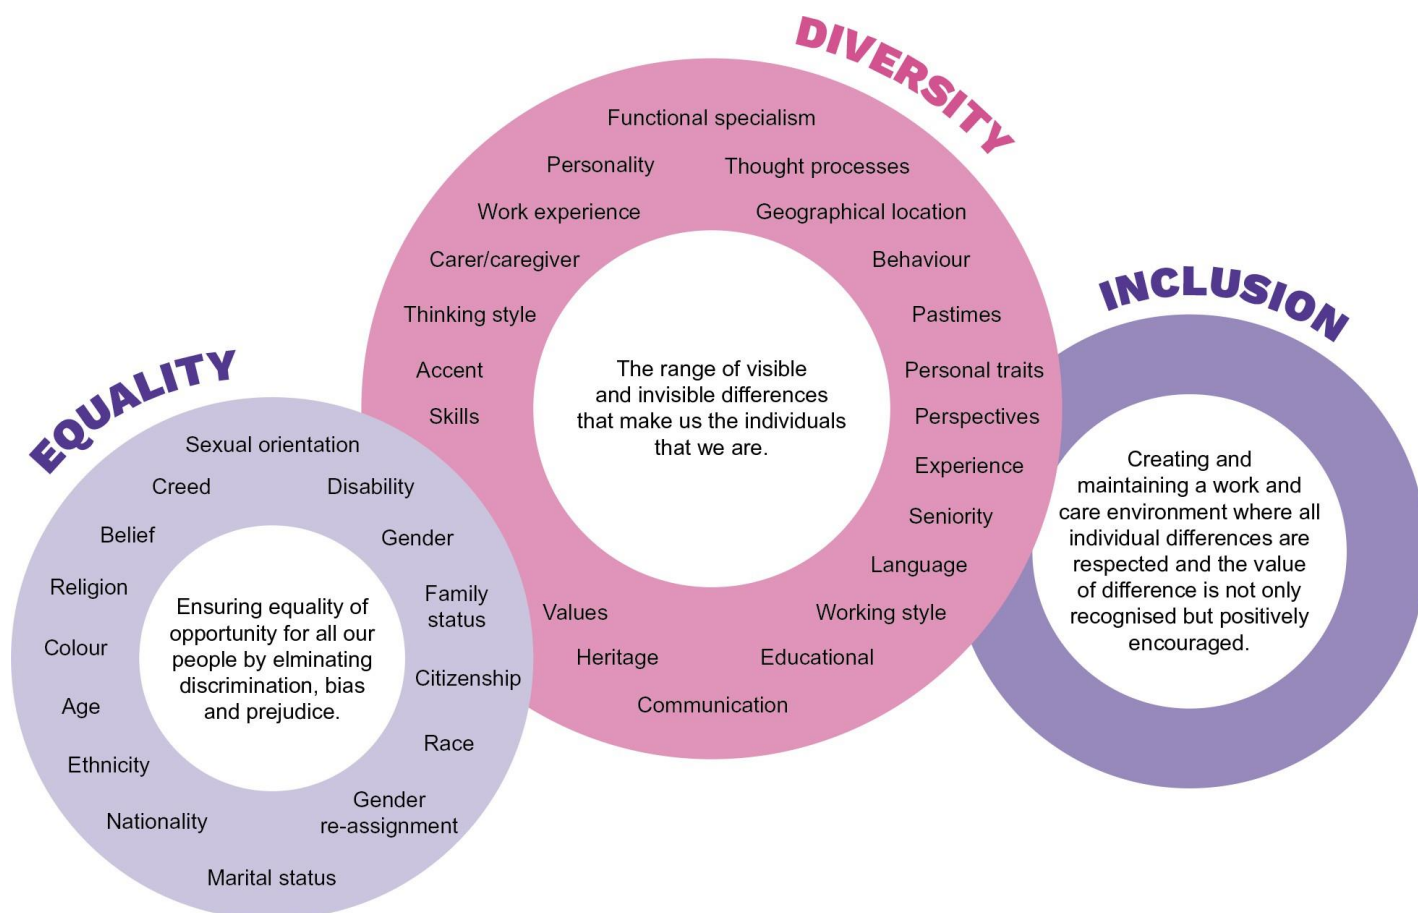 DIVERSITY
Functional specialism
Personality
Thought processes
Work experience
Geographical location
Carer/caregiver
Behaviour
Thinking style
Pastimes
Accent
Personal traits
Skills
Perspectives
Experience
Seniority
Language
Values
Working style
Heritage
Educational
Communication
The range of visible
and invisible differences
that make us the individuals
that we are.
EQUALITY
Sexual orientation
Creed
Disability
Belief
Gender
Religion
Family
status
Colour
Citizenship
Age
Race
Ethnicity
Gender
re-assignment
Nationality
Marital status
Ensuring equality of
opportunity for all our
people by elminating
discrimination, bias
and prejudice.
INCLUSION
Creating and
maintaining a work and
care environment where all
individual differences are
respected and the value
of difference is not only
recognised but positively
encouraged.